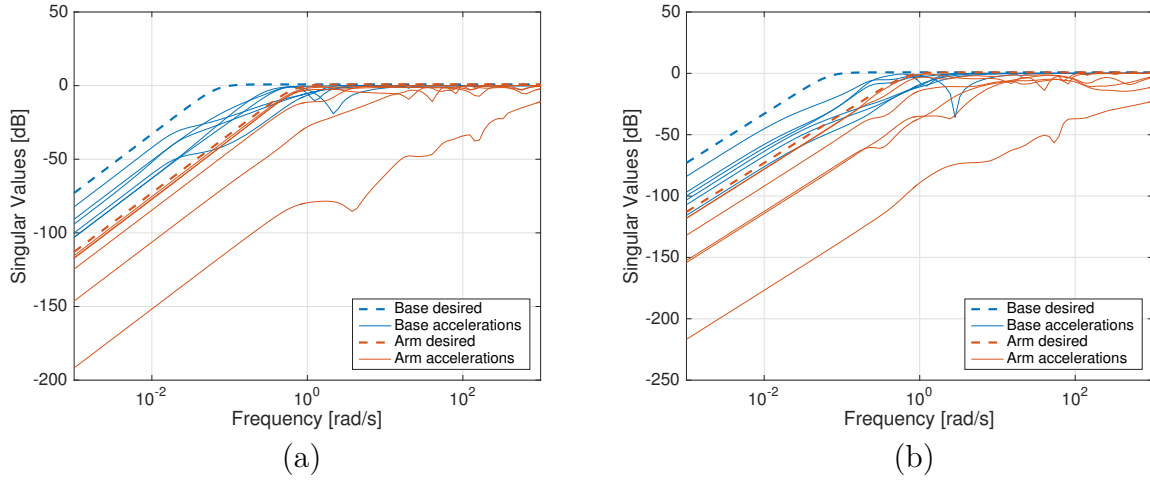 50
0
-50
-100
-150
-200
Singular Values [dB]
10^-2
10^0
10^2
Frequency [rad/s]
Base desired
Base accelerations
Arm desired
Arm accelerations
(a)
50
0
-50
-100
-150
-200
-250
Singular Values [dB]
10^-2
10^0
10^2
Frequency [rad/s]
Base desired
Base accelerations
Arm desired
Arm accelerations
(b)